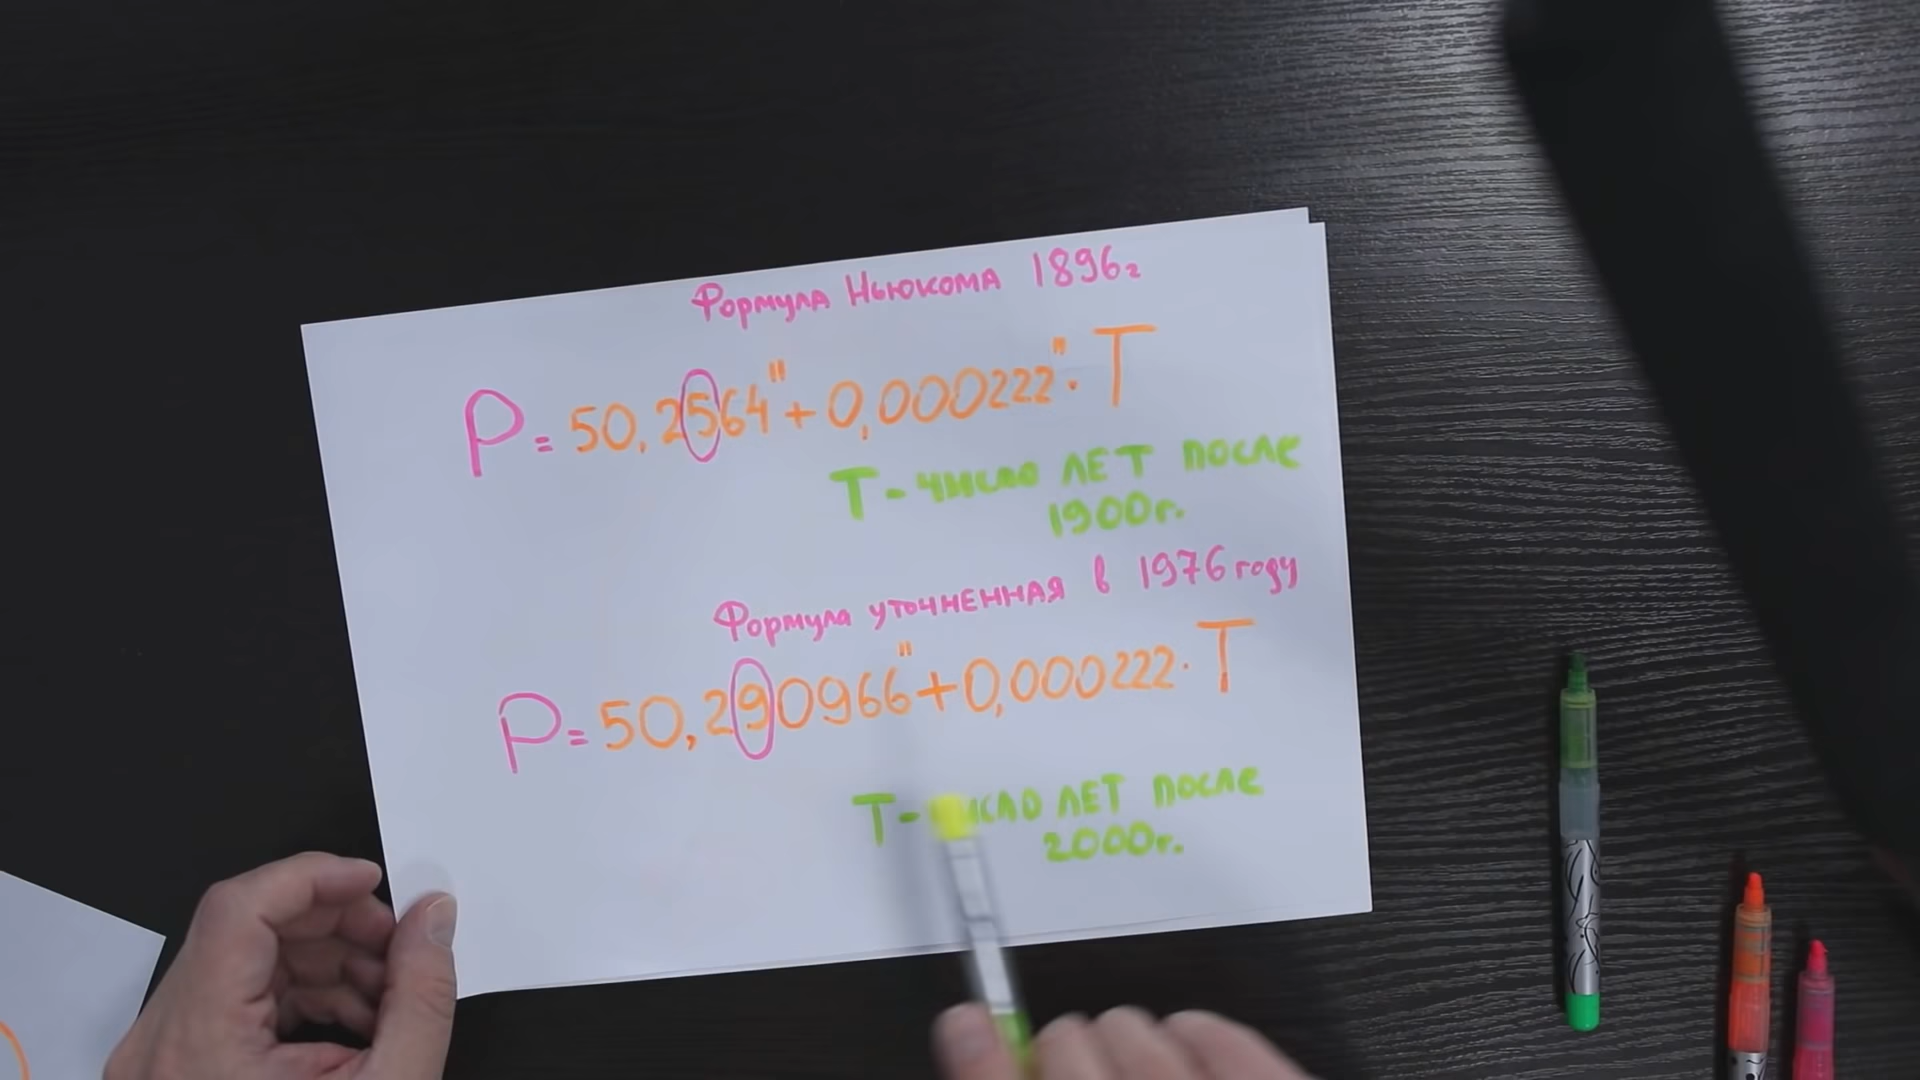 Формула Ньюкома 1896г
P = 50,2564" + 0,000222" · T
T - число лет после
1900г.
Формула уточненная в 1976 году
P = 50,290966" + 0,000222 · T
T - число лет после
2000г.